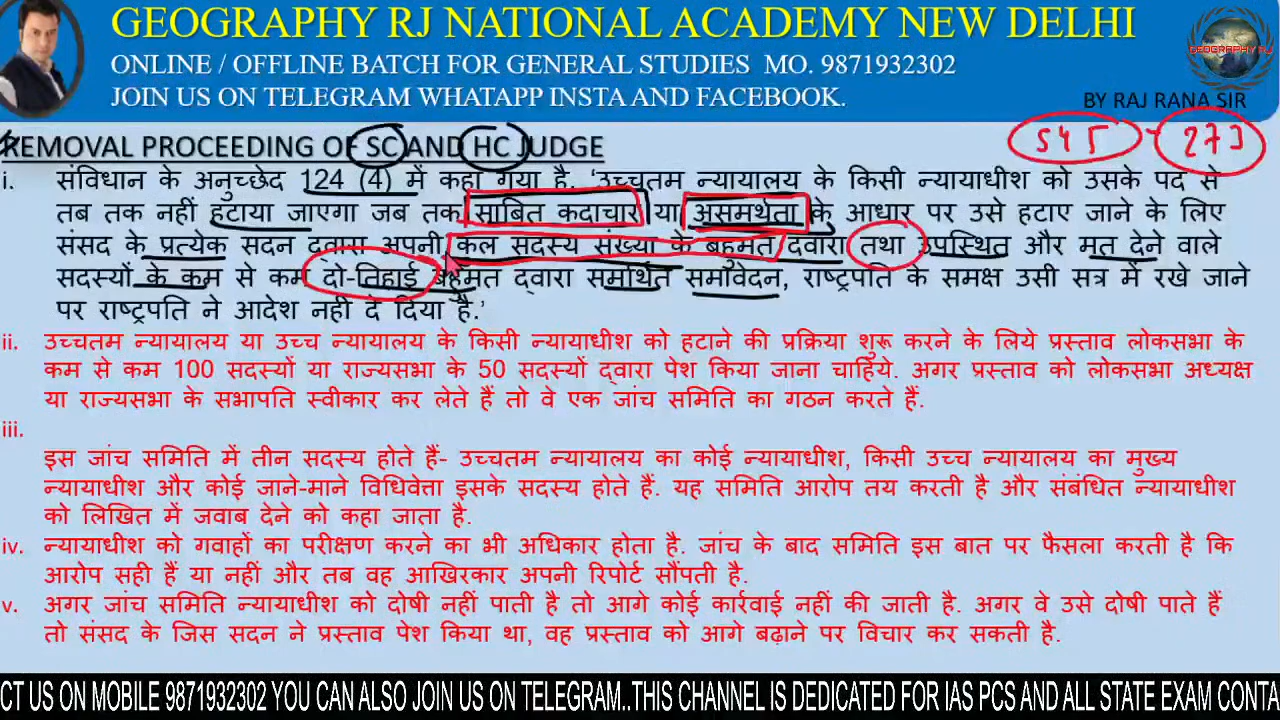 GEOGRAPHY RJ NATIONAL ACADEMY NEW DELHI
ONLINE / OFFLINE BATCH FOR GENERAL STUDIES MO. 9871932302
JOIN US ON TELEGRAM WHATAPP INSTA AND FACEBOOK.
GEOGRAPHY RJ
BY RAJ RANA SIR
REMOVAL PROCEEDING OF SC AND HC JUDGE
545 - 273
i. संविधान के अनुच्छेद 124 (4) में कहा गया है. 'उच्चतम न्यायालय के किसी न्यायाधीश को उसके पद से
तब तक नहीं हटाया जाएगा जब तक साबित कदाचार या असमर्थता के आधार पर उसे हटाए जाने के लिए
संसद के प्रत्येक सदन द्वारा अपनी कुल सदस्य संख्या के बहुमत द्वारा तथा उपस्थित और मत देने वाले
सदस्यों के कम से कम दो-तिहाई बहुमत द्वारा समर्थित समावेदन, राष्ट्रपति के समक्ष उसी सत्र में रखे जाने
पर राष्ट्रपति ने आदेश नही दे दिया है.'
ii. उच्चतम न्यायालय या उच्च न्यायालय के किसी न्यायाधीश को हटाने की प्रक्रिया शुरू करने के लिये प्रस्ताव लोकसभा के
कम से कम 100 सदस्यों या राज्यसभा के 50 सदस्यों द्वारा पेश किया जाना चाहिये. अगर प्रस्ताव को लोकसभा अध्यक्ष
या राज्यसभा के सभापति स्वीकार कर लेते हैं तो वे एक जांच समिति का गठन करते हैं.
iii.
इस जांच समिति में तीन सदस्य होते हैं- उच्चतम न्यायालय का कोई न्यायाधीश, किसी उच्च न्यायालय का मुख्य
न्यायाधीश और कोई जाने-माने विधिवेत्ता इसके सदस्य होते हैं. यह समिति आरोप तय करती है और संबंधित न्यायाधीश
को लिखित में जवाब देने को कहा जाता है.
iv. न्यायाधीश को गवाहों का परीक्षण करने का भी अधिकार होता है. जांच के बाद समिति इस बात पर फैसला करती है कि
आरोप सही हैं या नहीं और तब वह आखिरकार अपनी रिपोर्ट सौंपती है.
v. अगर जांच समिति न्यायाधीश को दोषी नहीं पाती है तो आगे कोई कार्रवाई नहीं की जाती है. अगर वे उसे दोषी पाते हैं
तो संसद के जिस सदन ने प्रस्ताव पेश किया था, वह प्रस्ताव को आगे बढ़ाने पर विचार कर सकती है.
CT US ON MOBILE 9871932302 YOU CAN ALSO JOIN US ON TELEGRAM..THIS CHANNEL IS DEDICATED FOR IAS PCS AND ALL STATE EXAM CONTA